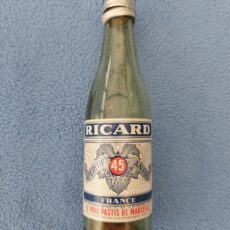 RICARD
45
FRANCE
LE VRAI PASTIS DE MARSEILLE